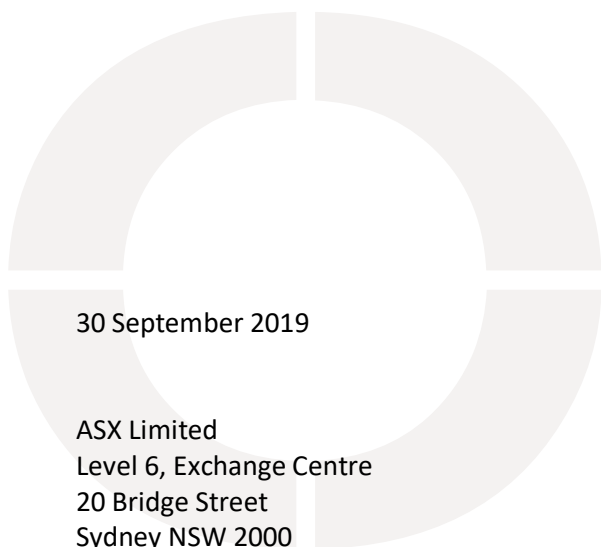 30 September 2019
ASX Limited
Level 6, Exchange Centre
20 Bridge Street
Sydney NSW 2000